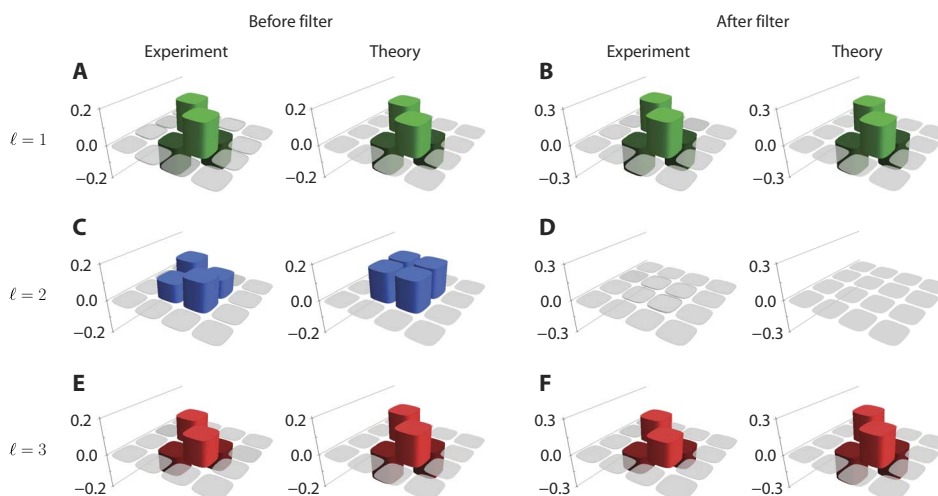 Before filter After filter
Experiment Theory Experiment Theory
A B
0.2 0.2 0.3 0.3
ℓ = 1 0.0 0.0 0.0 0.0
−0.2 −0.2 −0.3 −0.3
C D
0.2 0.2 0.3 0.3
ℓ = 2 0.0 0.0 0.0 0.0
−0.2 −0.2 −0.3 −0.3
E F
0.2 0.2 0.3 0.3
ℓ = 3 0.0 0.0 0.0 0.0
−0.2 −0.2 −0.3 −0.3